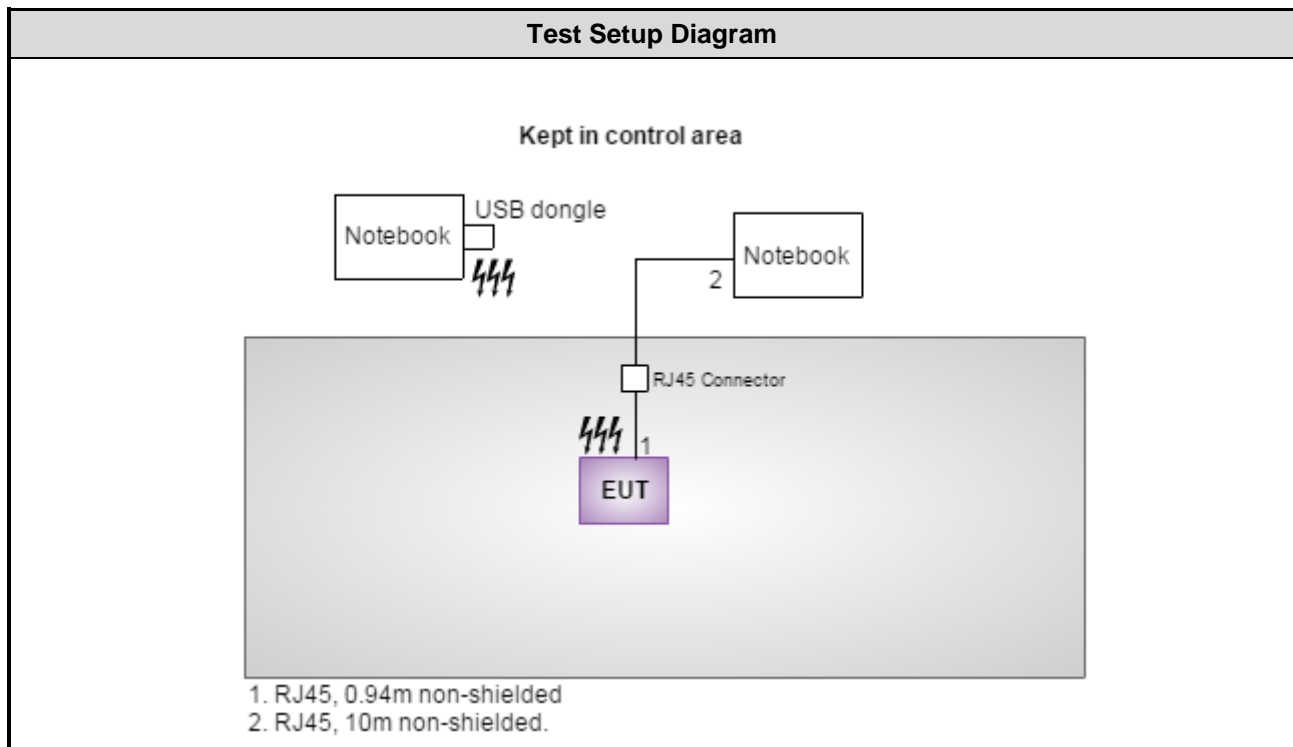 Test Setup Diagram
Kept in control area
USB dongle
Notebook
Notebook
2
RJ45 Connector
1
EUT
1. RJ45, 0.94m non-shielded
2. RJ45, 10m non-shielded.